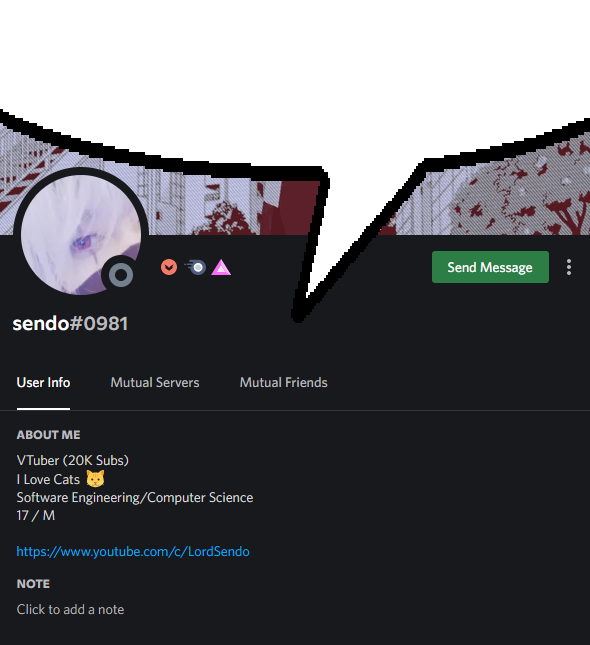 Send Message
sendo#0981
User Info Mutual Servers Mutual Friends
ABOUT ME
VTuber (20K Subs)
I Love Cats 🐱
Software Engineering/Computer Science
17 / M
https://www.youtube.com/c/LordSendo
NOTE
Click to add a note